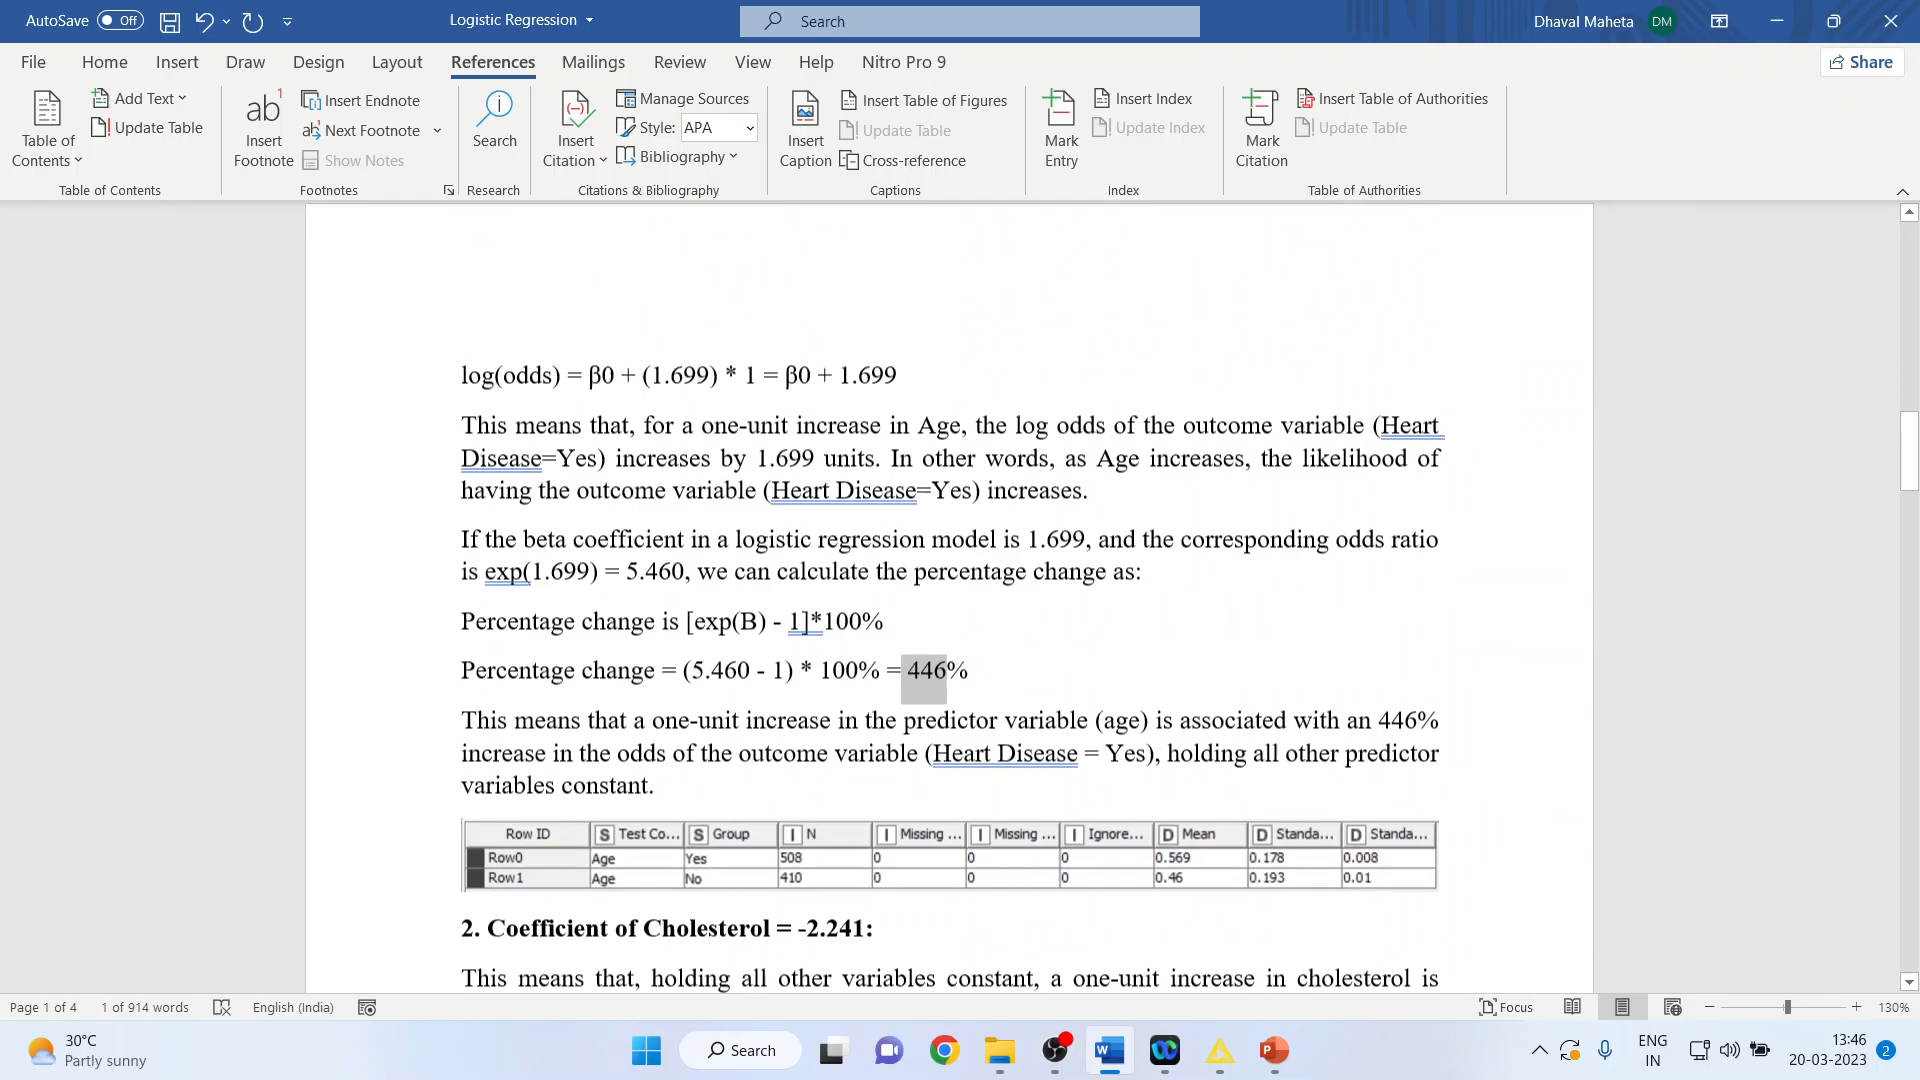 AutoSave Off Logistic Regression Search Dhaval Maheta DM
File Home Insert Draw Design Layout References Mailings Review View Help Nitro Pro 9 Share
Table of Contents
Add Text
Update Table
Table of Contents
ab1
Insert Footnote
Insert Endnote
Next Footnote
Show Notes
Footnotes
Search
Research
Insert Citation
Manage Sources
Style: APA
Bibliography
Citations & Bibliography
Insert Caption
Insert Table of Figures
Update Table
Cross-reference
Captions
Mark Entry
Insert Index
Update Index
Index
Mark Citation
Insert Table of Authorities
Update Table
Table of Authorities
log(odds) = β0 + (1.699) * 1 = β0 + 1.699
This means that, for a one-unit increase in Age, the log odds of the outcome variable (Heart
Disease=Yes) increases by 1.699 units. In other words, as Age increases, the likelihood of
having the outcome variable (Heart Disease=Yes) increases.
If the beta coefficient in a logistic regression model is 1.699, and the corresponding odds ratio
is exp(1.699) = 5.460, we can calculate the percentage change as:
Percentage change is [exp(B) - 1]*100%
Percentage change = (5.460 - 1) * 100% = 446%
This means that a one-unit increase in the predictor variable (age) is associated with an 446%
increase in the odds of the outcome variable (Heart Disease = Yes), holding all other predictor
variables constant.
Row ID S Test Co... S Group I N I Missing ... I Missing ... I Ignore... D Mean D Standa... D Standa...
Row0 Age Yes 508 0 0 0 0.569 0.178 0.008
Row1 Age No 410 0 0 0 0.46 0.193 0.01
2. Coefficient of Cholesterol = -2.241:
This means that, holding all other variables constant, a one-unit increase in cholesterol is
Page 1 of 4 1 of 914 words English (India) Focus 130%
30°C
Partly sunny
Search
ENG
IN
13:46
20-03-2023
2